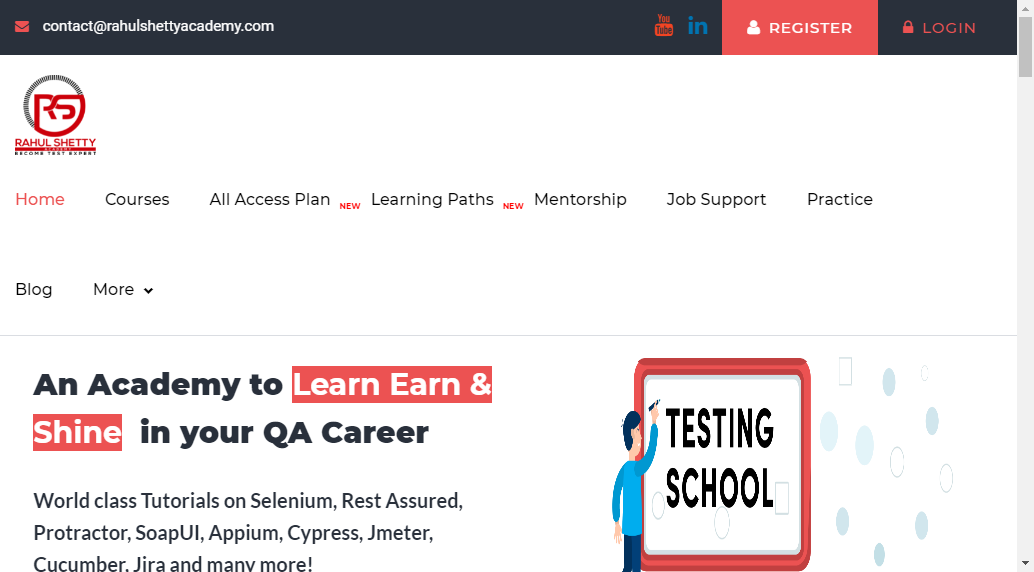 contact@rahulshettyacademy.com
You
Tube
in
REGISTER
LOGIN
RS
RAHUL SHETTY
ACADEMY
BECOME TEST EXPERT
Home Courses All Access Plan NEW Learning Paths NEW Mentorship Job Support Practice
Blog More
An Academy to Learn Earn &
Shine in your QA Career
World class Tutorials on Selenium, Rest Assured,
Protractor, SoapUI, Appium, Cypress, Jmeter,
Cucumber, Jira and many more!
TESTING
SCHOOL